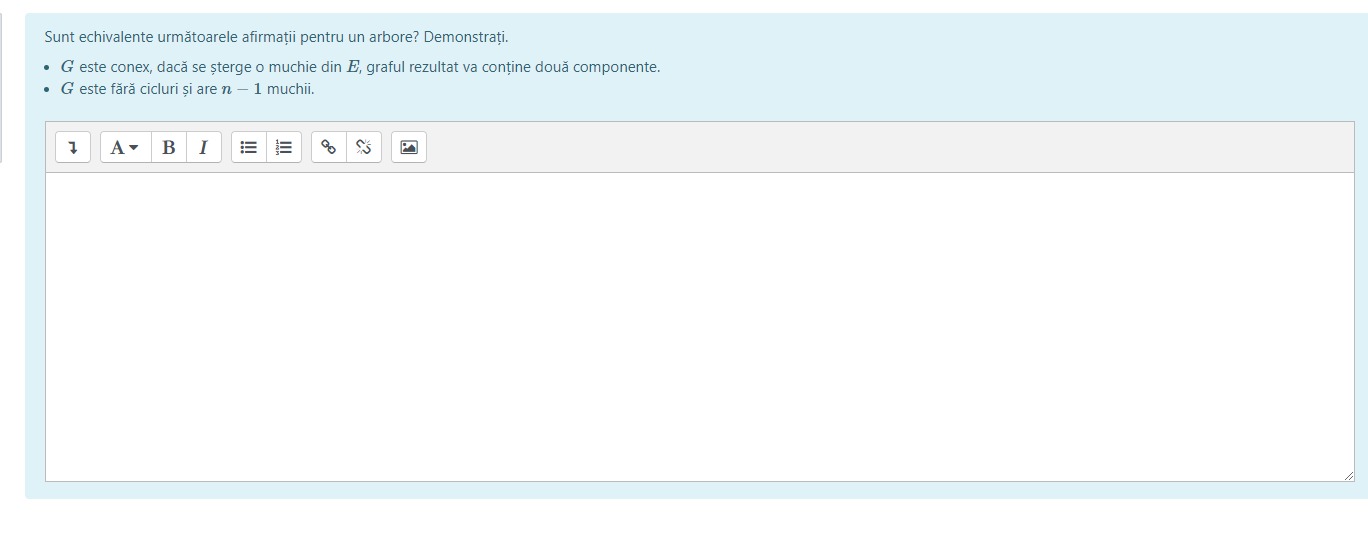 Sunt echivalente următoarele afirmații pentru un arbore? Demonstrați.
• G este conex, dacă se șterge o muchie din E, graful rezultat va conține două componente.
• G este fără cicluri și are n − 1 muchii.
A B I